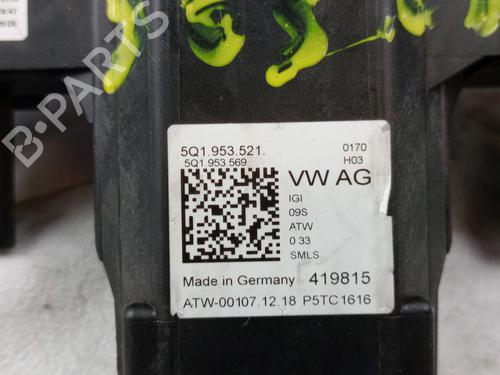 5Q1.953.521. 0170
5Q1.953.569. H03
VW AG
IGI
09S
ATW
0 33
SMLS
Made in Germany 419815
ATW-00107.12.18 P5TC1616
B-PARTS